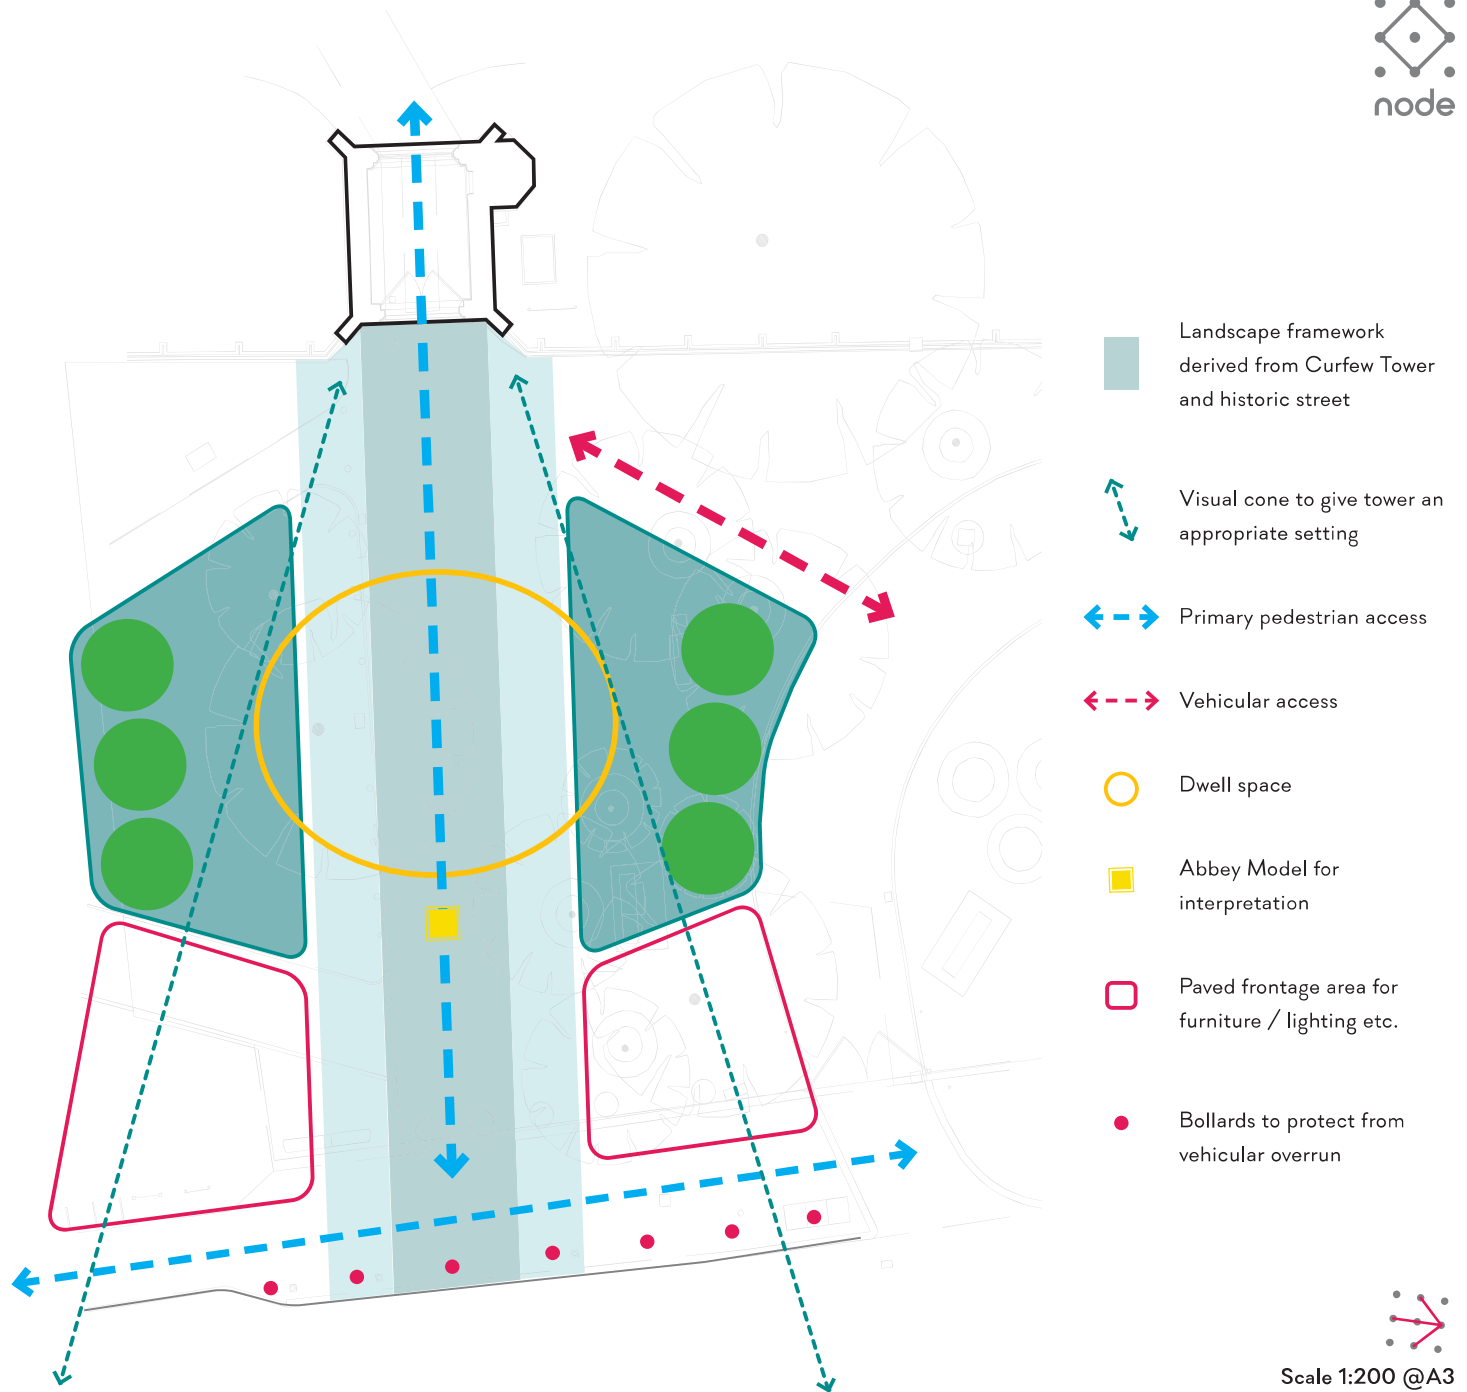 node
Landscape framework
derived from Curfew Tower
and historic street
Visual cone to give tower an
appropriate setting
Primary pedestrian access
Vehicular access
Dwell space
Abbey Model for
interpretation
Paved frontage area for
furniture / lighting etc.
Bollards to protect from
vehicular overrun
Scale 1:200 @A3